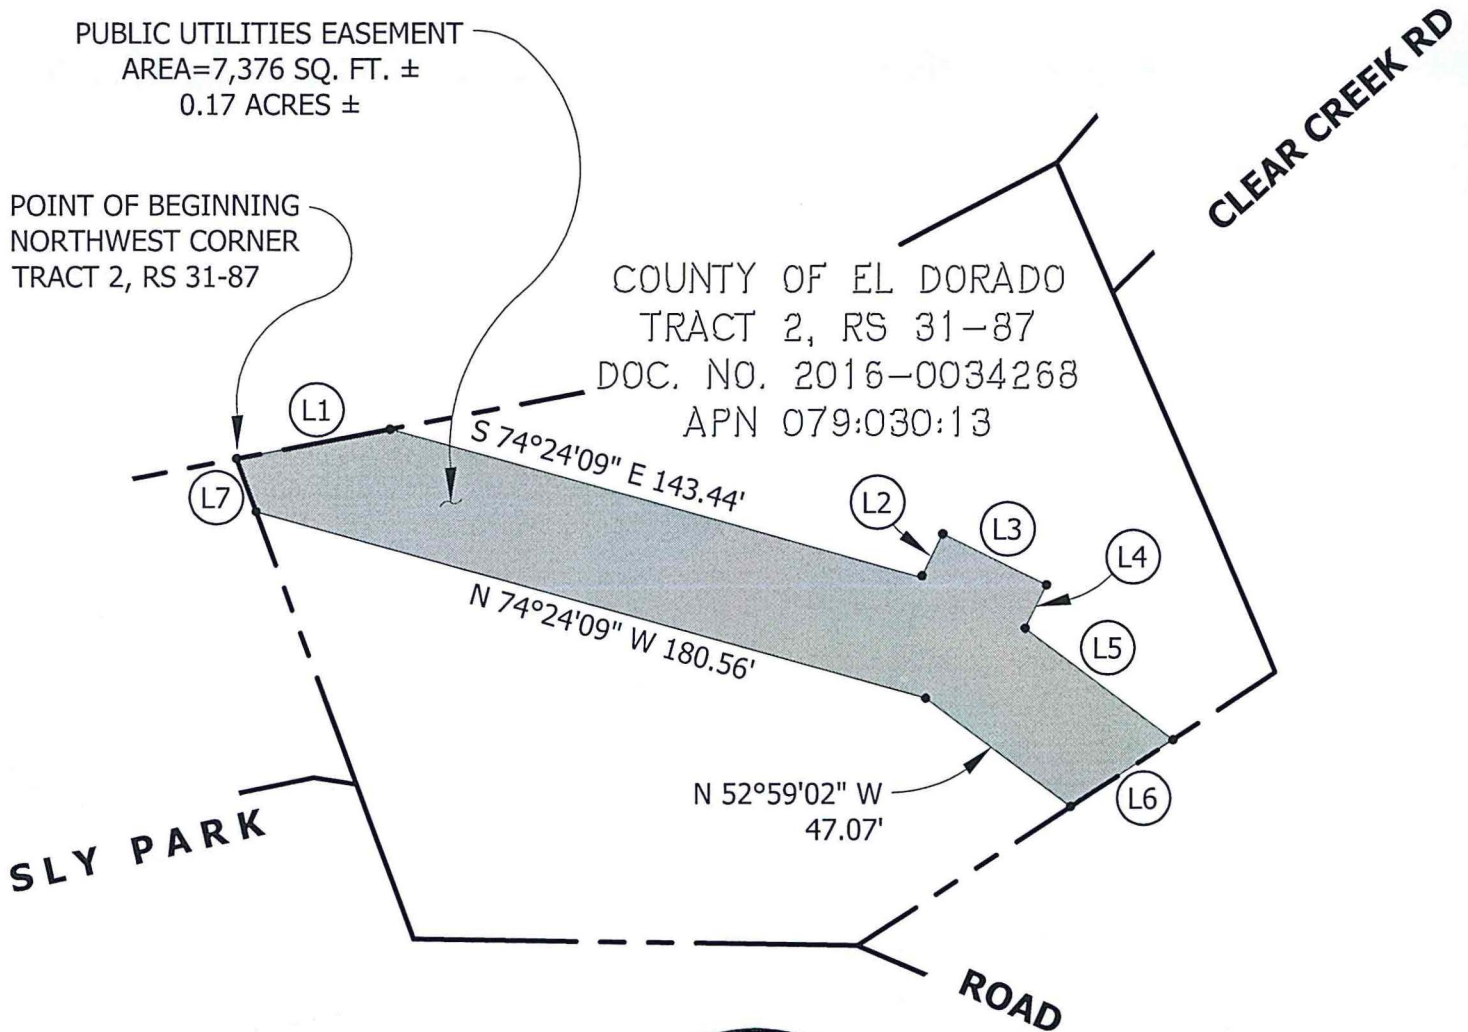 PUBLIC UTILITIES EASEMENT
AREA=7,376 SQ. FT. ±
0.17 ACRES ±
CLEAR CREEK RD
POINT OF BEGINNING
NORTHWEST CORNER
TRACT 2, RS 31-87
COUNTY OF EL DORADO
TRACT 2, RS 31-87
DOC. NO. 2016-0034268
APN 079:030:13
L1
S 74°24'09" E 143.44'
L7
L2
L3
L4
N 74°24'09" W 180.56'
L5
N 52°59'02" W
47.07'
L6
SLY PARK
ROAD